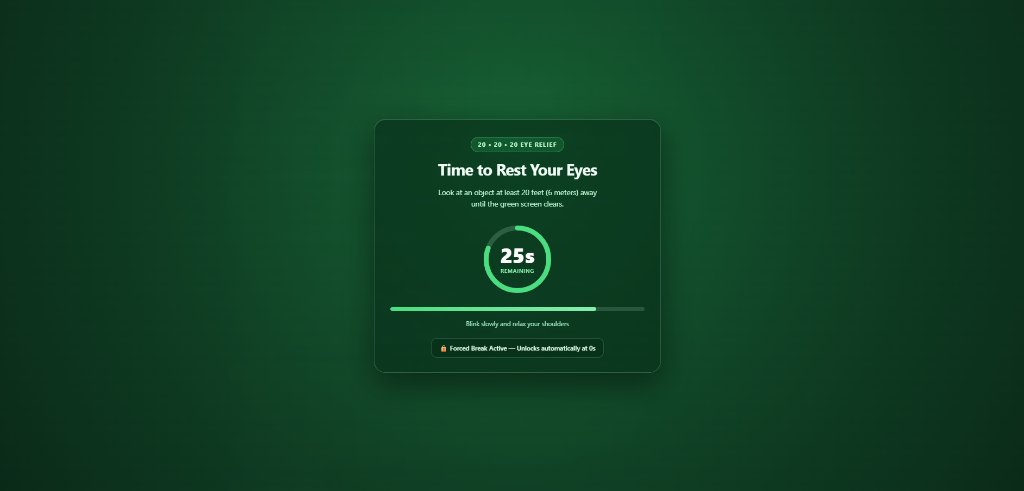 20 • 20 • 20 EYE RELIEF
Time to Rest Your Eyes
Look at an object at least 20 feet (6 meters) away
until the green screen clears.
25s
REMAINING
Blink slowly and relax your shoulders
🔒 Forced Break Active — Unlocks automatically at 0s